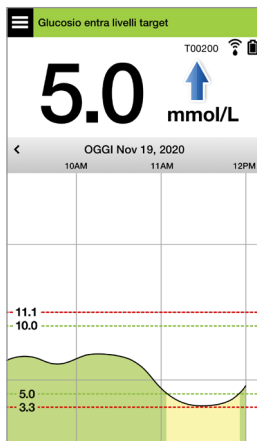 Glucosio entra livelli target
T00200
5.0
mmol/L
< OGGI Nov 19, 2020
10AM 11AM 12PM
11.1
10.0
5.0
3.3